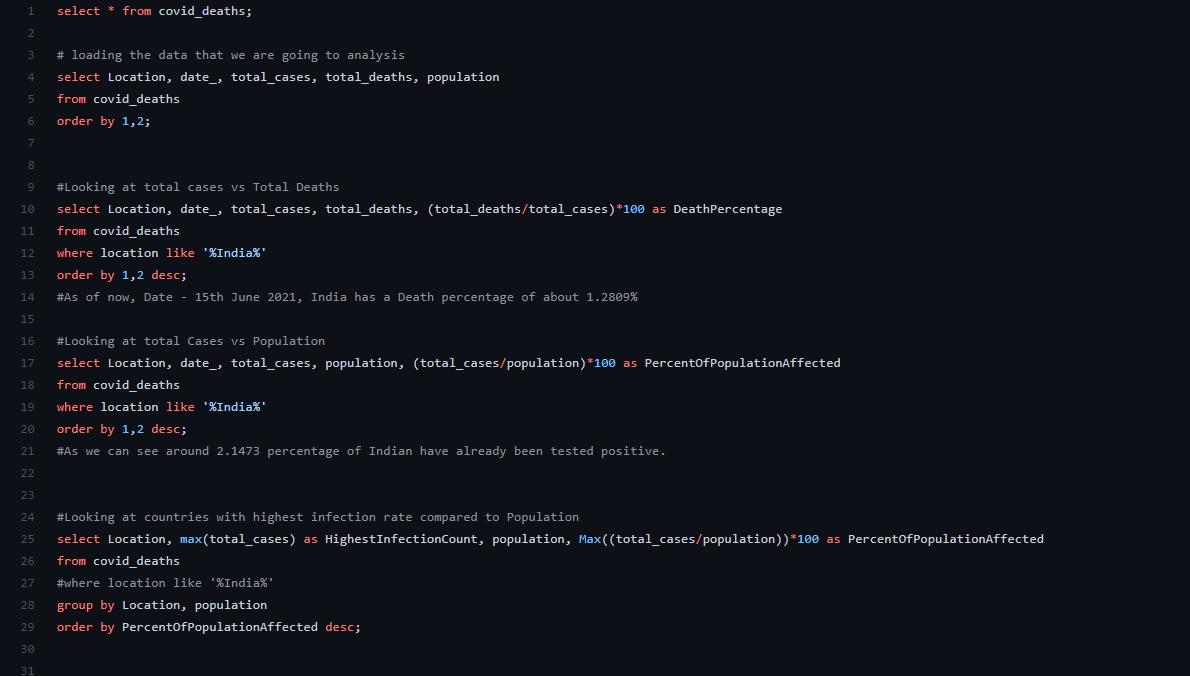 1 select * from covid_deaths;
2
3 # loading the data that we are going to analysis
4 select Location, date_, total_cases, total_deaths, population
5 from covid_deaths
6 order by 1,2;
7
8
9 #Looking at total cases vs Total Deaths
10 select Location, date_, total_cases, total_deaths, (total_deaths/total_cases)*100 as DeathPercentage
11 from covid_deaths
12 where location like '%India%'
13 order by 1,2 desc;
14 #As of now, Date - 15th June 2021, India has a Death percentage of about 1.2809%
15
16 #Looking at total Cases vs Population
17 select Location, date_, total_cases, population, (total_cases/population)*100 as PercentOfPopulationAffected
18 from covid_deaths
19 where location like '%India%'
20 order by 1,2 desc;
21 #As we can see around 2.1473 percentage of Indian have already been tested positive.
22
23
24 #Looking at countries with highest infection rate compared to Population
25 select Location, max(total_cases) as HighestInfectionCount, population, Max((total_cases/population))*100 as PercentOfPopulationAffected
26 from covid_deaths
27 #where location like '%India%'
28 group by Location, population
29 order by PercentOfPopulationAffected desc;
30
31